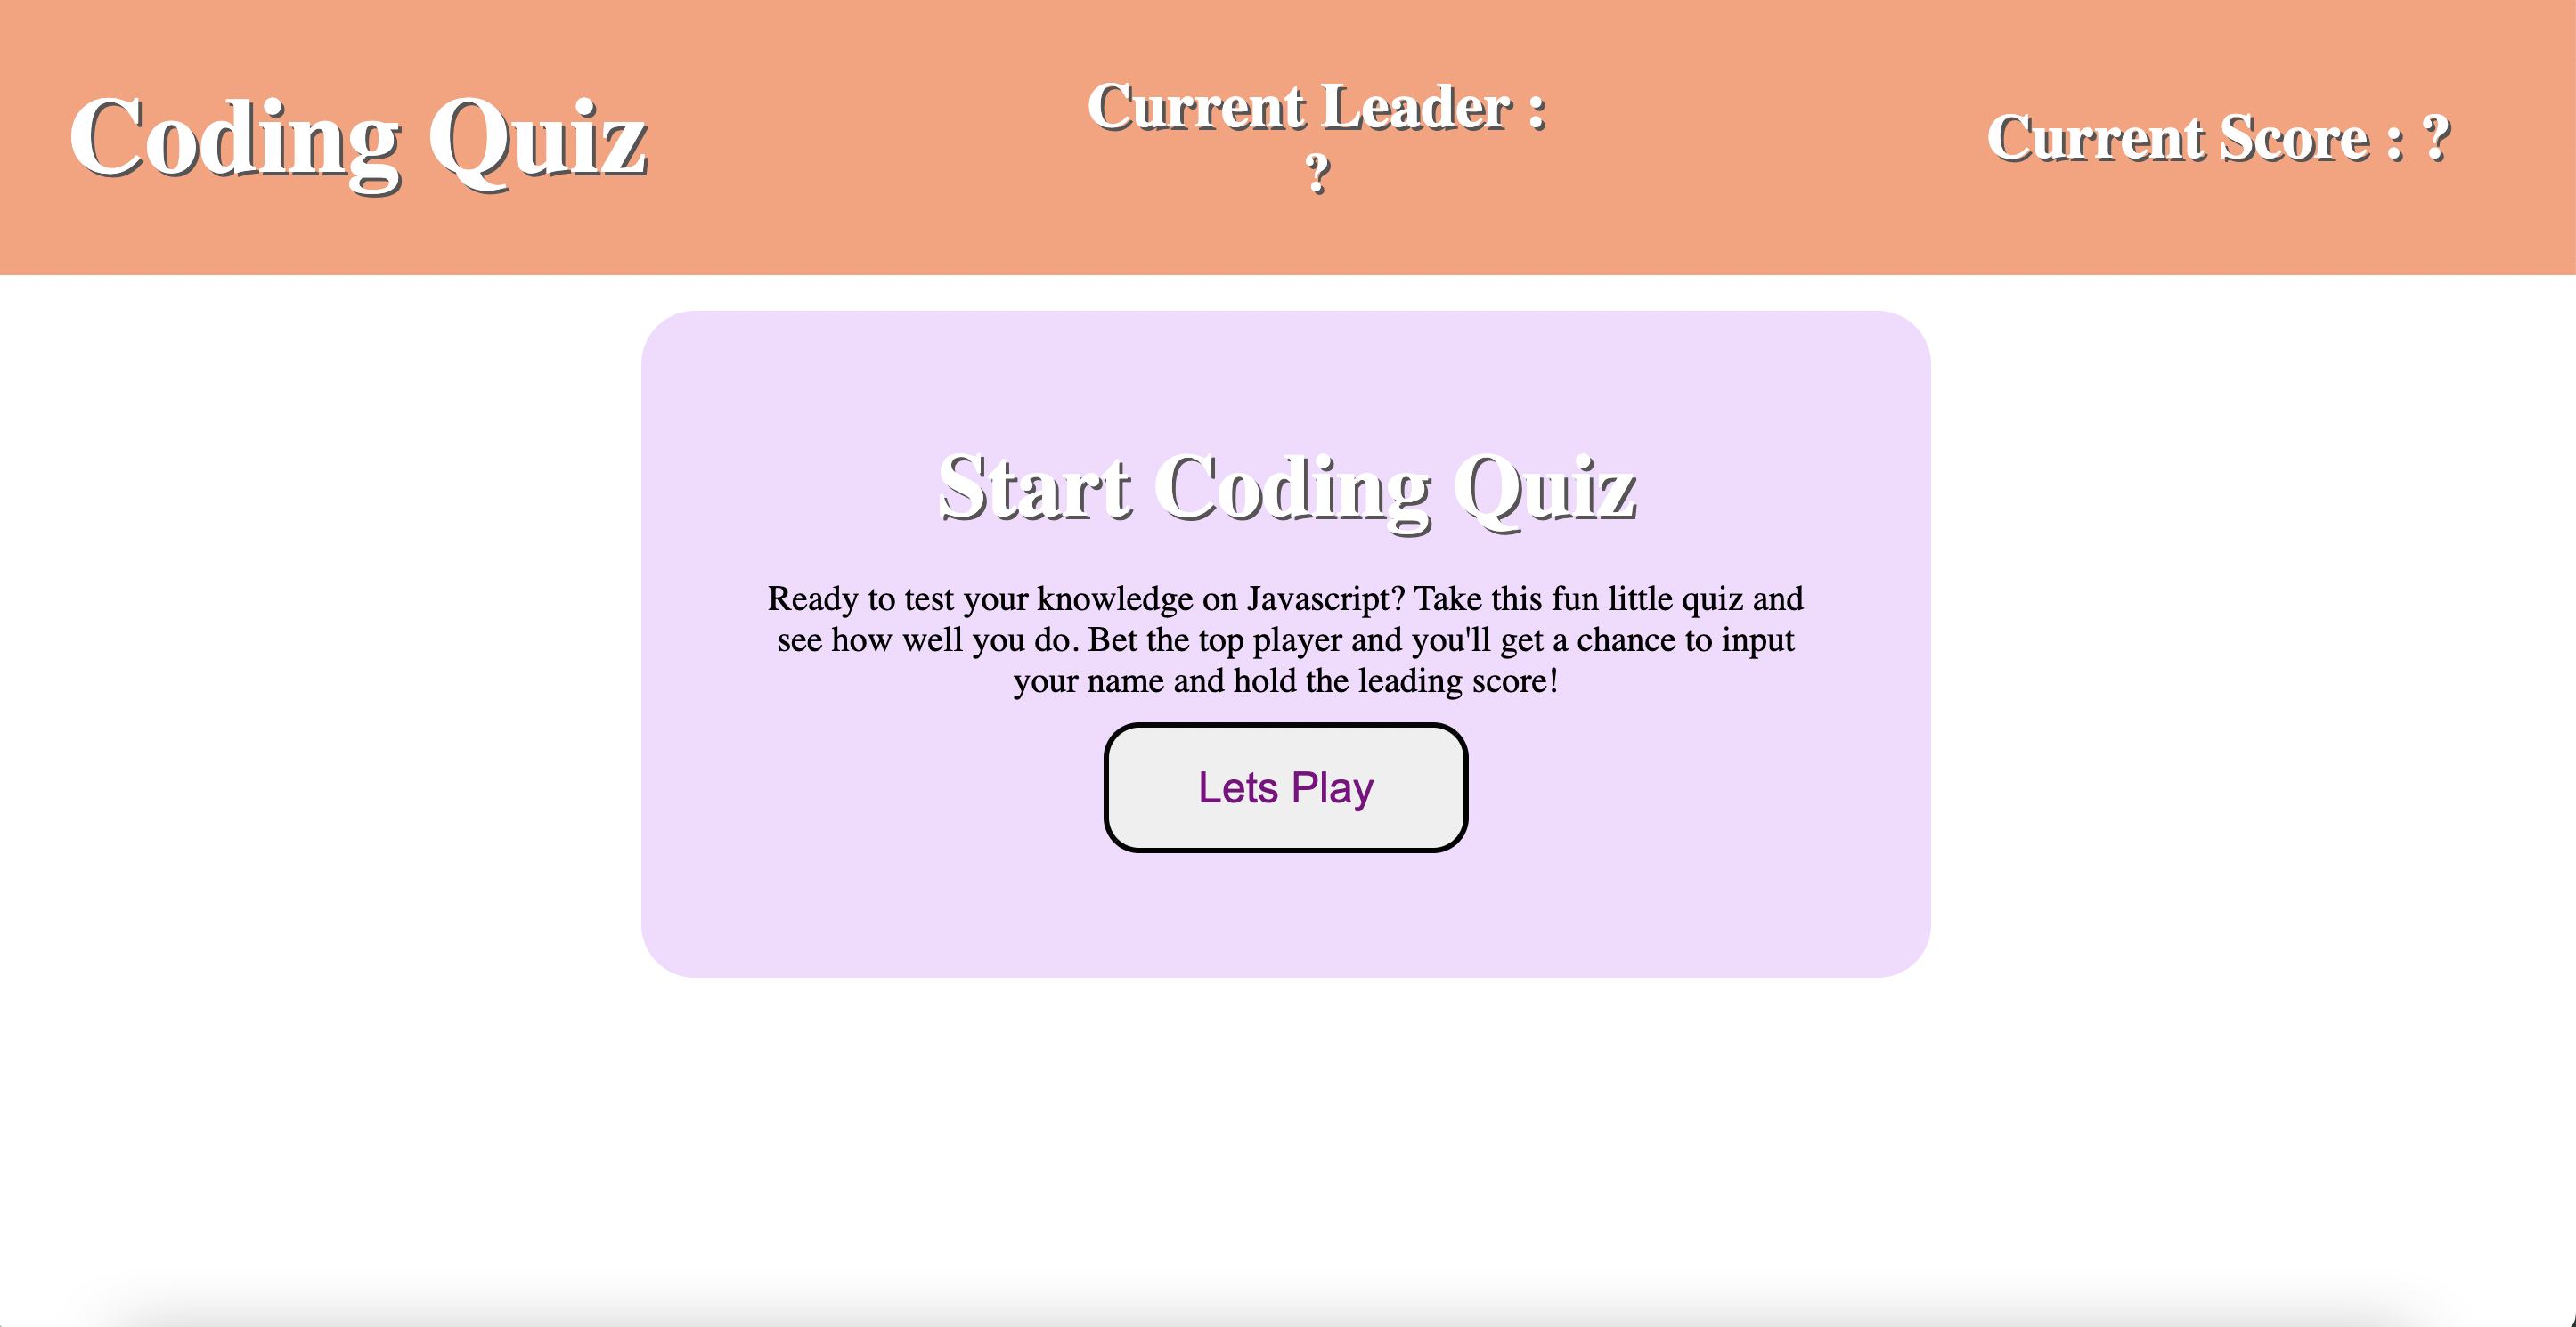 Coding Quiz
Current Leader :
?
Current Score : ?
Start Coding Quiz
Ready to test your knowledge on Javascript? Take this fun little quiz and
see how well you do. Bet the top player and you'll get a chance to input
your name and hold the leading score!
Lets Play